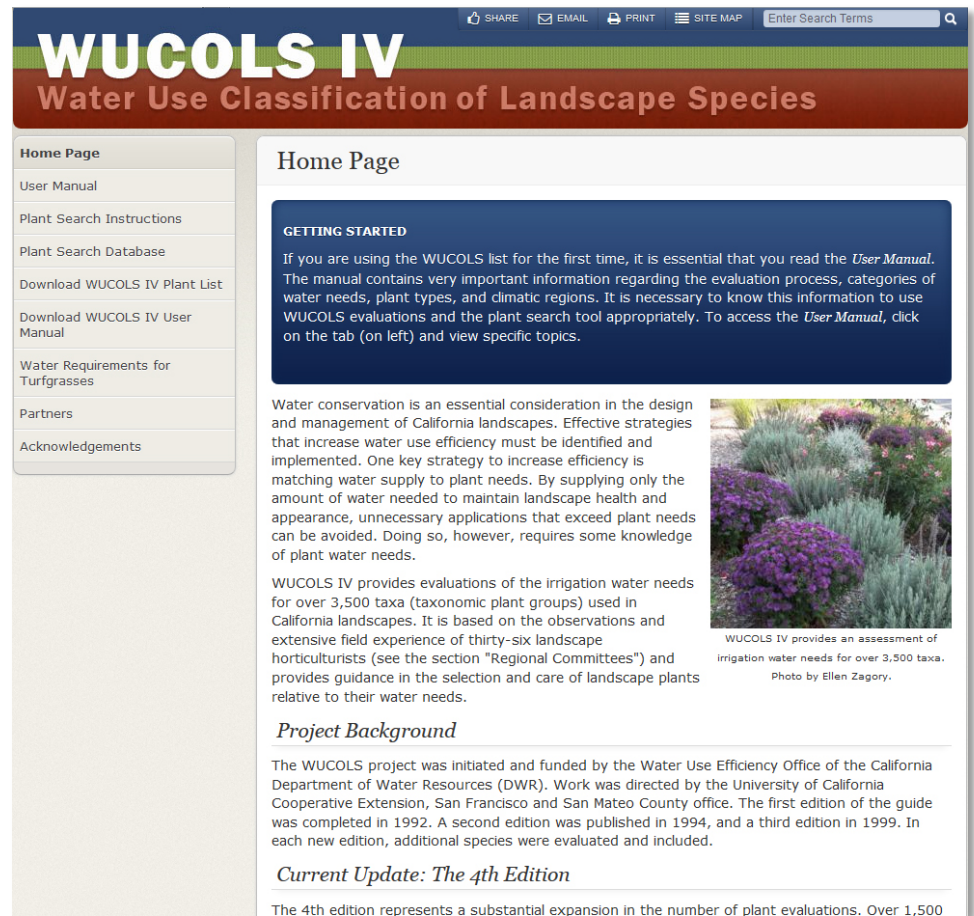 SHARE EMAIL PRINT SITE MAP Enter Search Terms
WUCOLS IV
Water Use Classification of Landscape Species
Home Page
User Manual
Plant Search Instructions
Plant Search Database
Download WUCOLS IV Plant List
Download WUCOLS IV User
Manual
Water Requirements for
Turfgrasses
Partners
Acknowledgements
Home Page
GETTING STARTED
If you are using the WUCOLS list for the first time, it is essential that you read the User Manual.
The manual contains very important information regarding the evaluation process, categories of
water needs, plant types, and climatic regions. It is necessary to know this information to use
WUCOLS evaluations and the plant search tool appropriately. To access the User Manual, click
on the tab (on left) and view specific topics.
Water conservation is an essential consideration in the design
and management of California landscapes. Effective strategies
that increase water use efficiency must be identified and
implemented. One key strategy to increase efficiency is
matching water supply to plant needs. By supplying only the
amount of water needed to maintain landscape health and
appearance, unnecessary applications that exceed plant needs
can be avoided. Doing so, however, requires some knowledge
of plant water needs.
WUCOLS IV provides evaluations of the irrigation water needs
for over 3,500 taxa (taxonomic plant groups) used in
California landscapes. It is based on the observations and
extensive field experience of thirty-six landscape
horticulturists (see the section "Regional Committees") and
provides guidance in the selection and care of landscape plants
relative to their water needs.
WUCOLS IV provides an assessment of
irrigation water needs for over 3,500 taxa.
Photo by Ellen Zagory.
Project Background
The WUCOLS project was initiated and funded by the Water Use Efficiency Office of the California
Department of Water Resources (DWR). Work was directed by the University of California
Cooperative Extension, San Francisco and San Mateo County office. The first edition of the guide
was completed in 1992. A second edition was published in 1994, and a third edition in 1999. In
each new edition, additional species were evaluated and included.
Current Update: The 4th Edition
The 4th edition represents a substantial expansion in the number of plant evaluations. Over 1,500